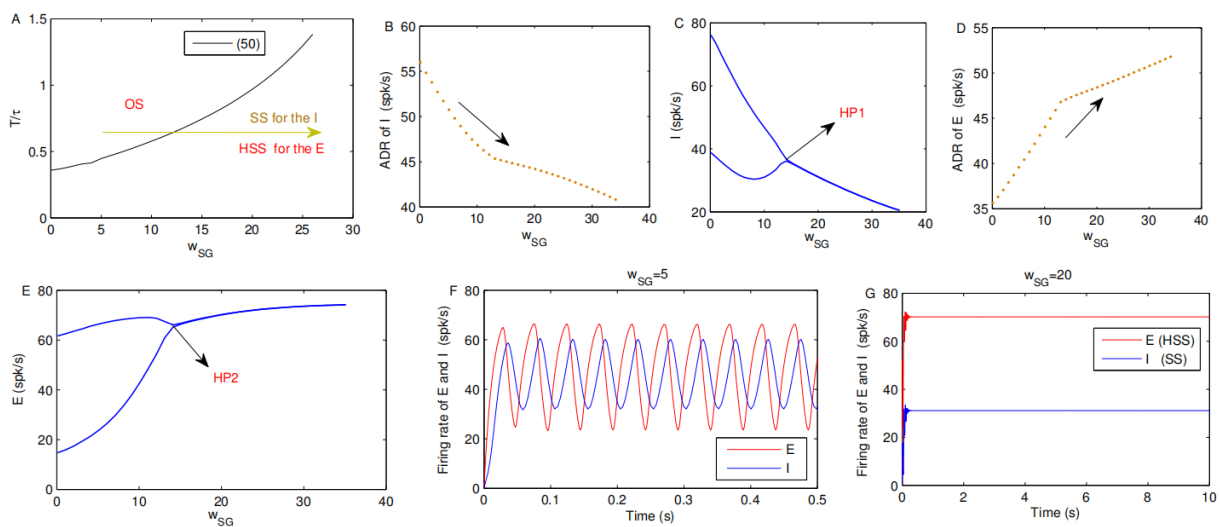 A
T/τ
1.5
1
0.5
0
0 5 10 15 20 25 30
w_SG
(50)
OS
SS for the I
HSS for the E
B
ADR of I (spk/s)
60
55
50
45
40
0 10 20 30 40
w_SG
C
I (spk/s)
80
60
40
20
0 10 20 30 40
w_SG
HP1
D
ADR of E (spk/s)
55
50
45
40
35
0 10 20 30 40
w_SG
E
E (spk/s)
80
60
40
20
0
0 10 20 30 40
w_SG
HP2
w_SG=5
F
Firing rate of E and I (spk/s)
80
60
40
20
0
0 0.1 0.2 0.3 0.4 0.5
Time (s)
E
I
w_SG=20
G
Firing rate of E and I (spk/s)
80
60
40
20
0
0 2 4 6 8 10
Time (s)
E (HSS)
I (SS)